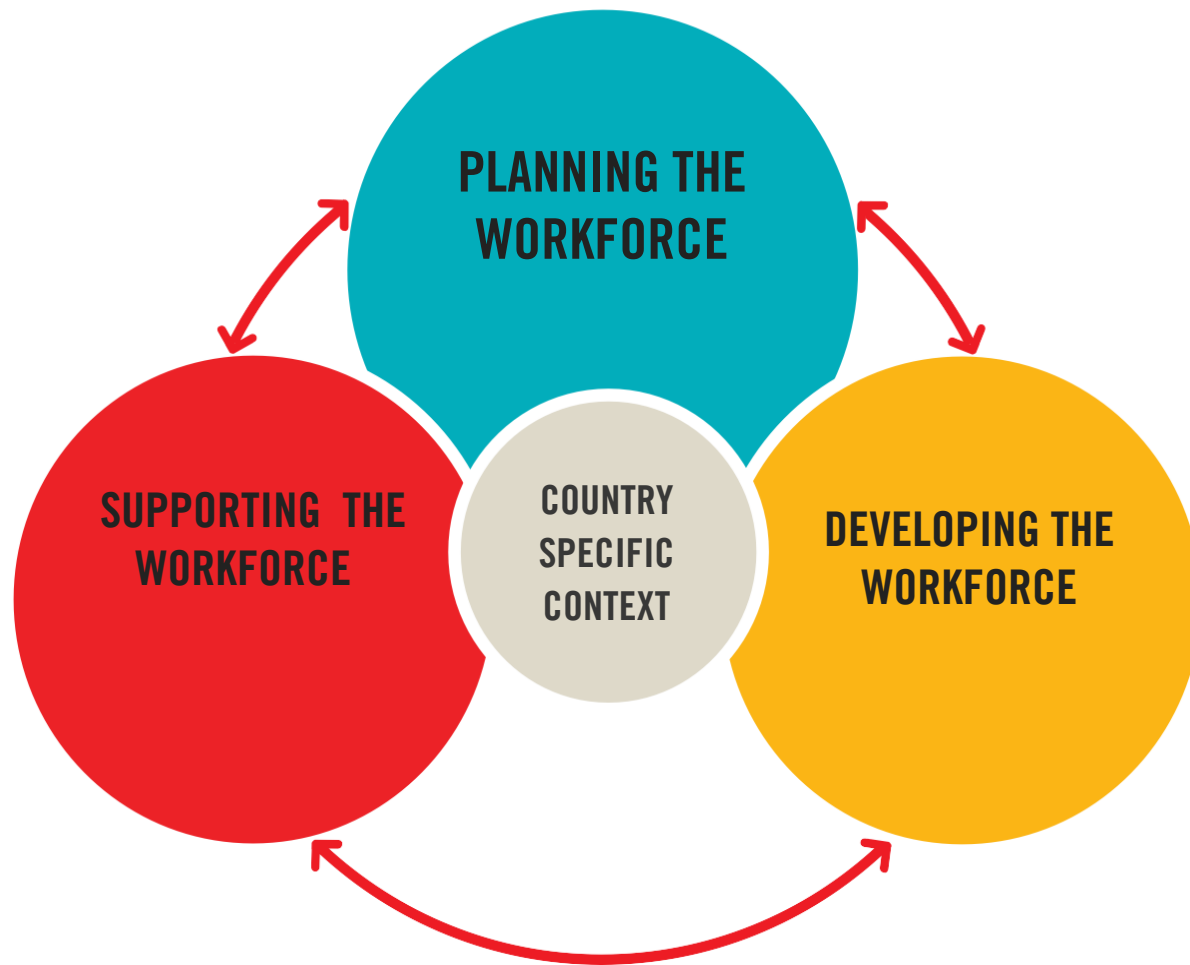 PLANNING THE
WORKFORCE
SUPPORTING THE
WORKFORCE
COUNTRY
SPECIFIC
CONTEXT
DEVELOPING THE
WORKFORCE